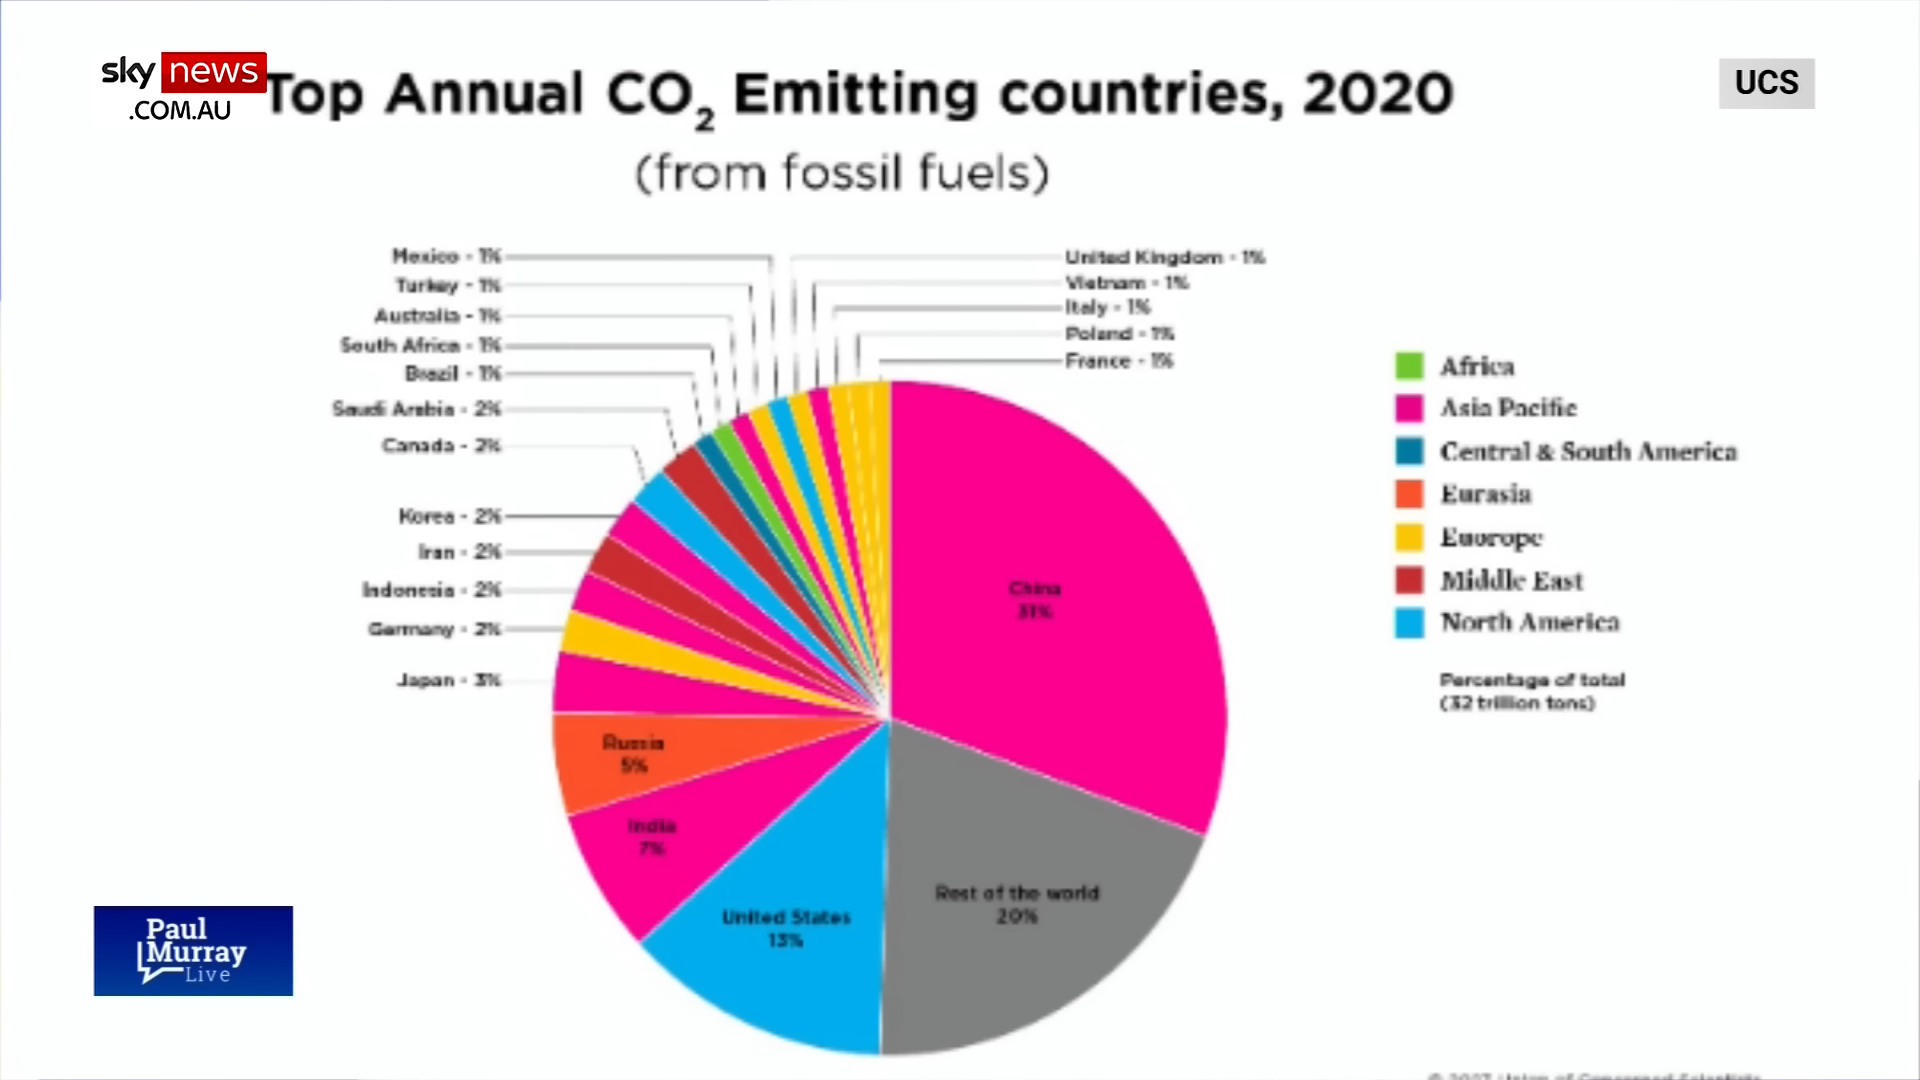 sky news
.COM.AU
Top Annual CO2 Emitting countries, 2020
UCS
(from fossil fuels)
Mexico - 1%
Turkey - 1%
Australia - 1%
South Africa - 1%
Brazil - 1%
Saudi Arabia - 2%
Canada - 2%
Korea - 2%
Iran - 2%
Indonesia - 2%
Germany - 2%
Japan - 3%
United Kingdom - 1%
Vietnam - 1%
Italy - 1%
Poland - 1%
France - 1%
China
31%
Russia
5%
India
7%
United States
13%
Rest of the world
20%
Africa
Asia Pacific
Central & South America
Eurasia
Euorope
Middle East
North America
Percentage of total
(32 trillion tons)
Paul
Murray
Live